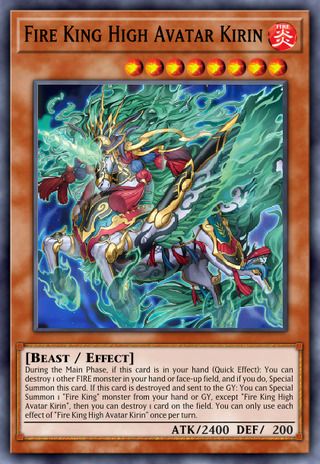 Fire King High Avatar Kirin
FIRE
炎
[Beast / Effect]
During the Main Phase, if this card is in your hand (Quick Effect): You can
destroy 1 other FIRE monster in your hand or face-up field, and if you do, Special
Summon this card. If this card is destroyed and sent to the GY: You can Special
Summon 1 "Fire King" monster from your hand or GY, except "Fire King High
Avatar Kirin", then you can destroy 1 card on the field. You can only use each
effect of "Fire King High Avatar Kirin" once per turn.
ATK/2400 DEF/ 200